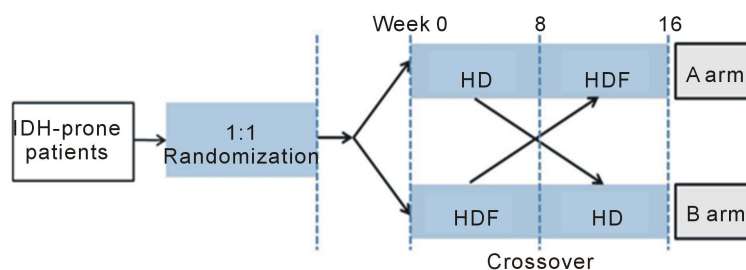 Week 0 8 16
HD HDF A arm
IDH-prone
patients
1:1
Randomization
HDF HD B arm
Crossover